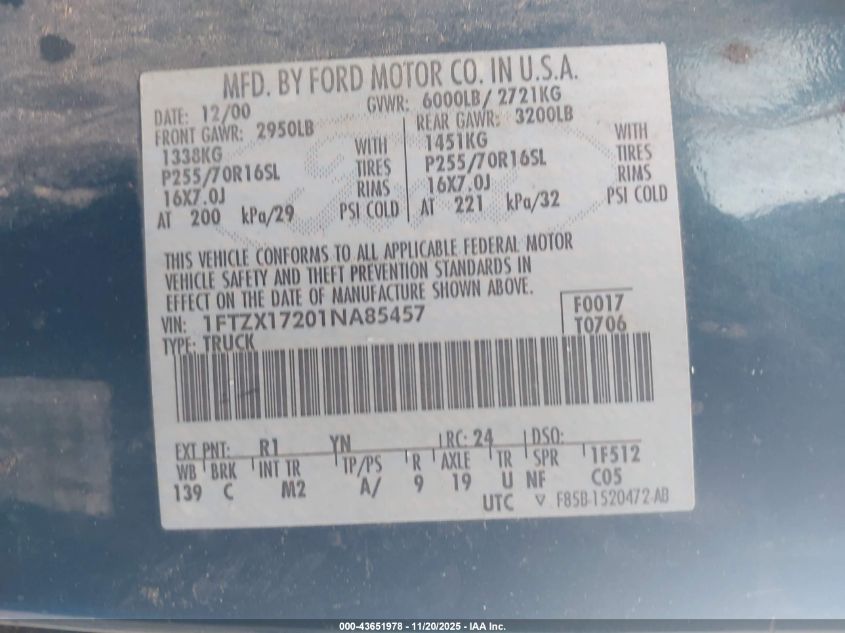 MFD. BY FORD MOTOR CO. IN U.S.A.
DATE: 12/00 GVWR: 6000LB/ 2721KG
FRONT GAWR: 2950LB REAR GAWR: 3200LB
1338KG WITH 1451KG WITH
P255/70R16SL TIRES P255/70R16SL TIRES
16X7.0J RIMS 16X7.0J RIMS
AT 200 kPa/29 PSI COLD AT 221 kPa/32 PSI COLD
THIS VEHICLE CONFORMS TO ALL APPLICABLE FEDERAL MOTOR
VEHICLE SAFETY AND THEFT PREVENTION STANDARDS IN
EFFECT ON THE DATE OF MANUFACTURE SHOWN ABOVE.
VIN: 1FTZX17201NA85457 F0017
TYPE: TRUCK T0706
EXT PNT: R1 YN RC: 24 DSO:
WB BRK INT TR TP/PS R AXLE TR SPR 1F512
139 C M2 A/ 9 19 U NF C05
UTC ▽ F85B-1520472-AB
000-43651978 - 11/20/2025 - IAA Inc.